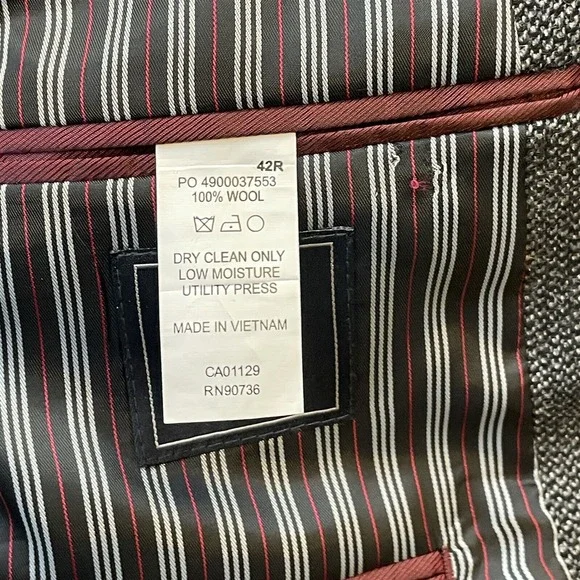 42R
PO 4900037553
100% WOOL
DRY CLEAN ONLY
LOW MOISTURE
UTILITY PRESS
MADE IN VIETNAM
CA01129
RN90736